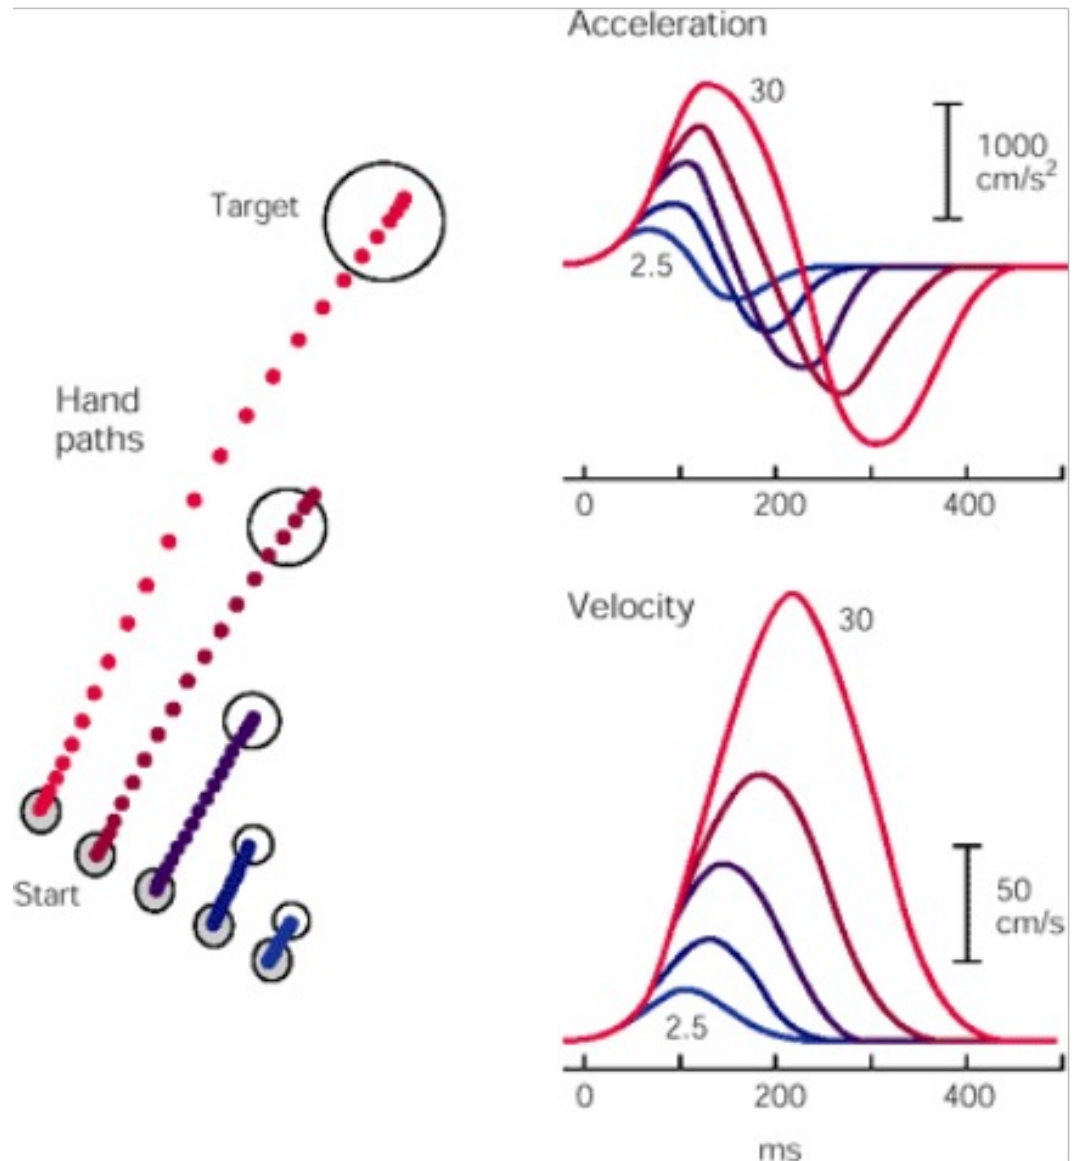 Acceleration
30
1000
cm/s²
2.5
0 200 400
Target
Hand
paths
Start
Velocity
30
50
cm/s
2.5
0 200 400
ms